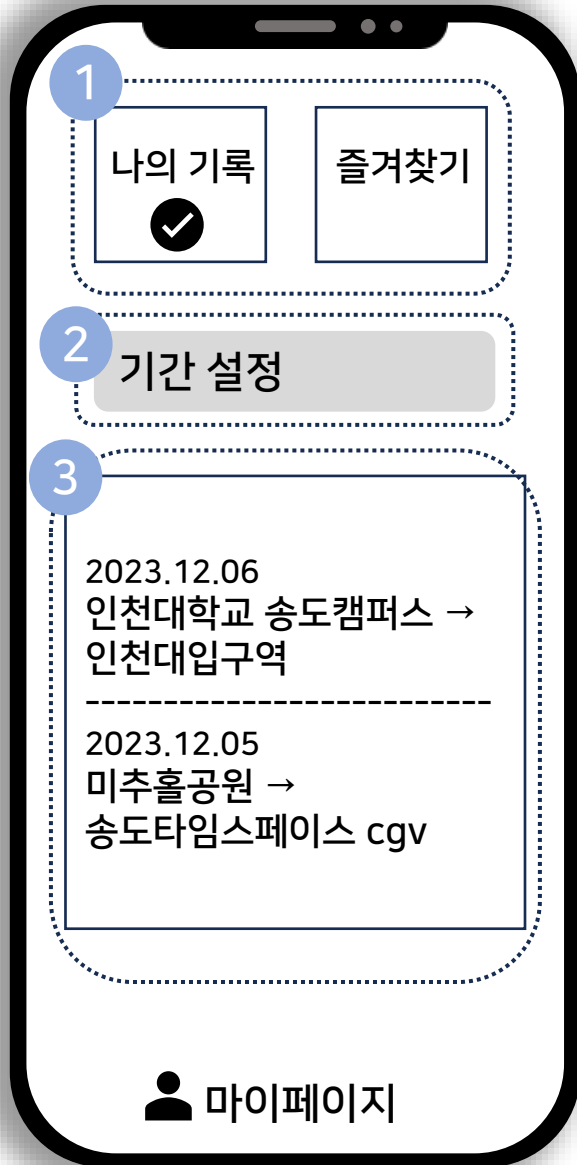 1
나의 기록
즐겨찾기
2
기간 설정
3
2023.12.06
인천대학교 송도캠퍼스 →
인천대입구역
--------------------------
2023.12.05
미추홀공원 →
송도타임스페이스 cgv
마이페이지